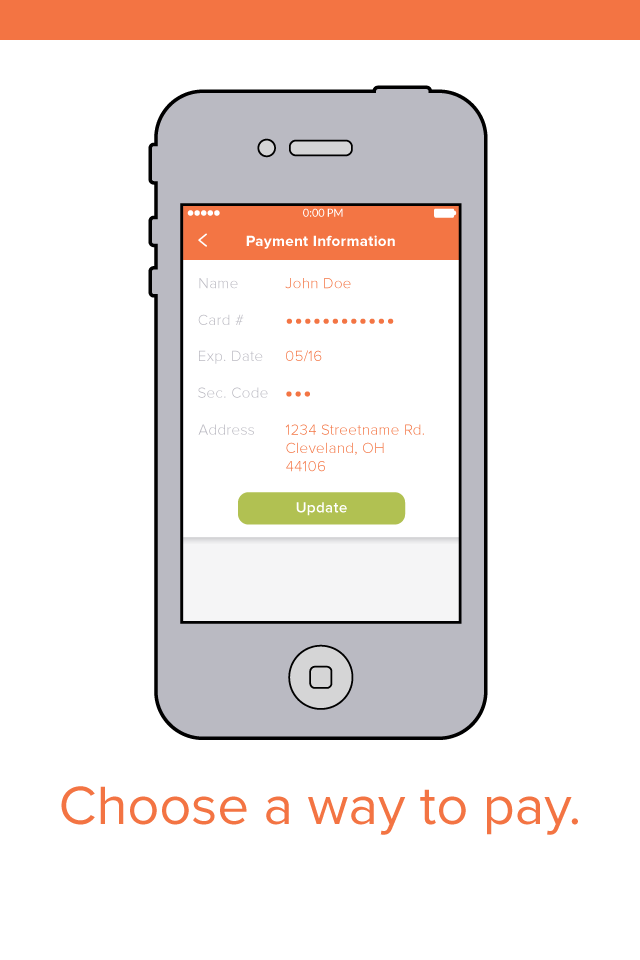 0:00 PM
Payment Information
Name John Doe
Card # ••••••••••••
Exp. Date 05/16
Sec. Code •••
Address 1234 Streetname Rd.
Cleveland, OH
44106
Update
Choose a way to pay.